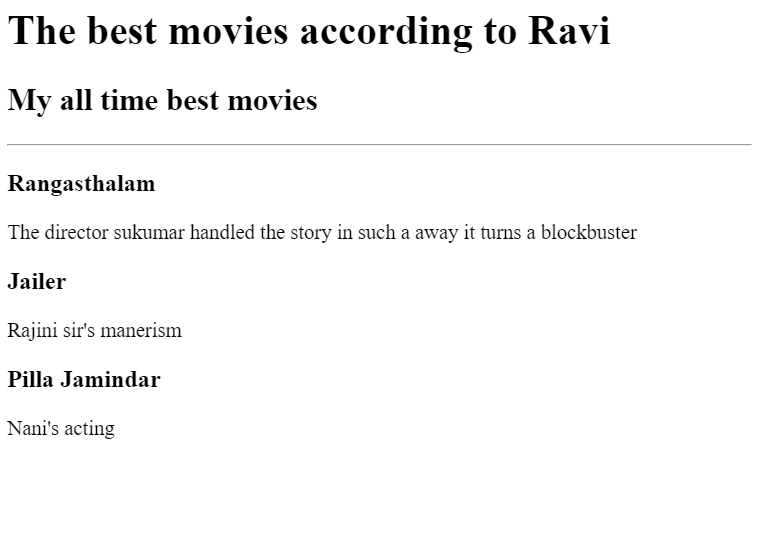 The best movies according to Ravi
My all time best movies
Rangasthalam
The director sukumar handled the story in such a away it turns a blockbuster
Jailer
Rajini sir's manerism
Pilla Jamindar
Nani's acting